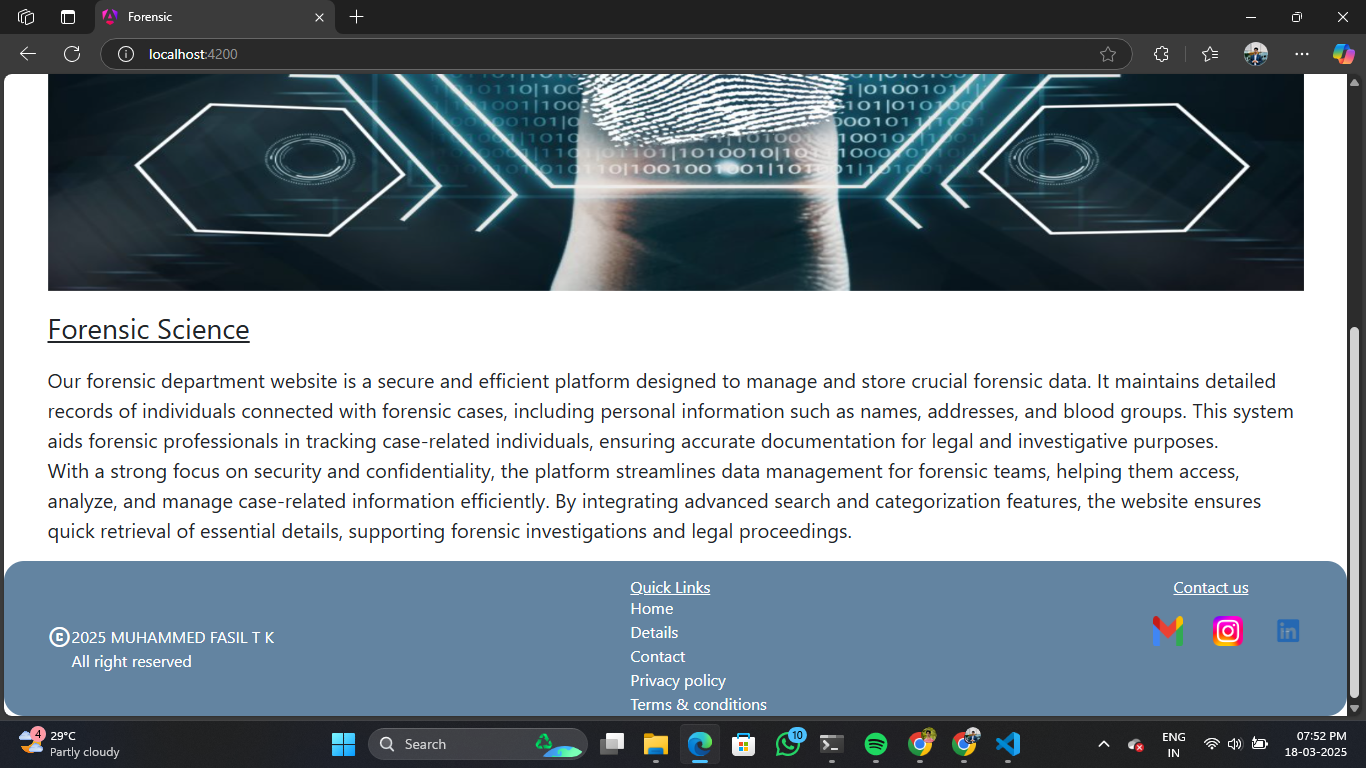 Forensic
localhost:4200
Forensic Science
Our forensic department website is a secure and efficient platform designed to manage and store crucial forensic data. It maintains detailed
records of individuals connected with forensic cases, including personal information such as names, addresses, and blood groups. This system
aids forensic professionals in tracking case-related individuals, ensuring accurate documentation for legal and investigative purposes.
With a strong focus on security and confidentiality, the platform streamlines data management for forensic teams, helping them access,
analyze, and manage case-related information efficiently. By integrating advanced search and categorization features, the website ensures
quick retrieval of essential details, supporting forensic investigations and legal proceedings.
©2025 MUHAMMED FASIL T K
All right reserved
Quick Links
Home
Details
Contact
Privacy policy
Terms & conditions
Contact us
in
4
29°C
Partly cloudy
Search
10
ENG
IN
07:52 PM
18-03-2025